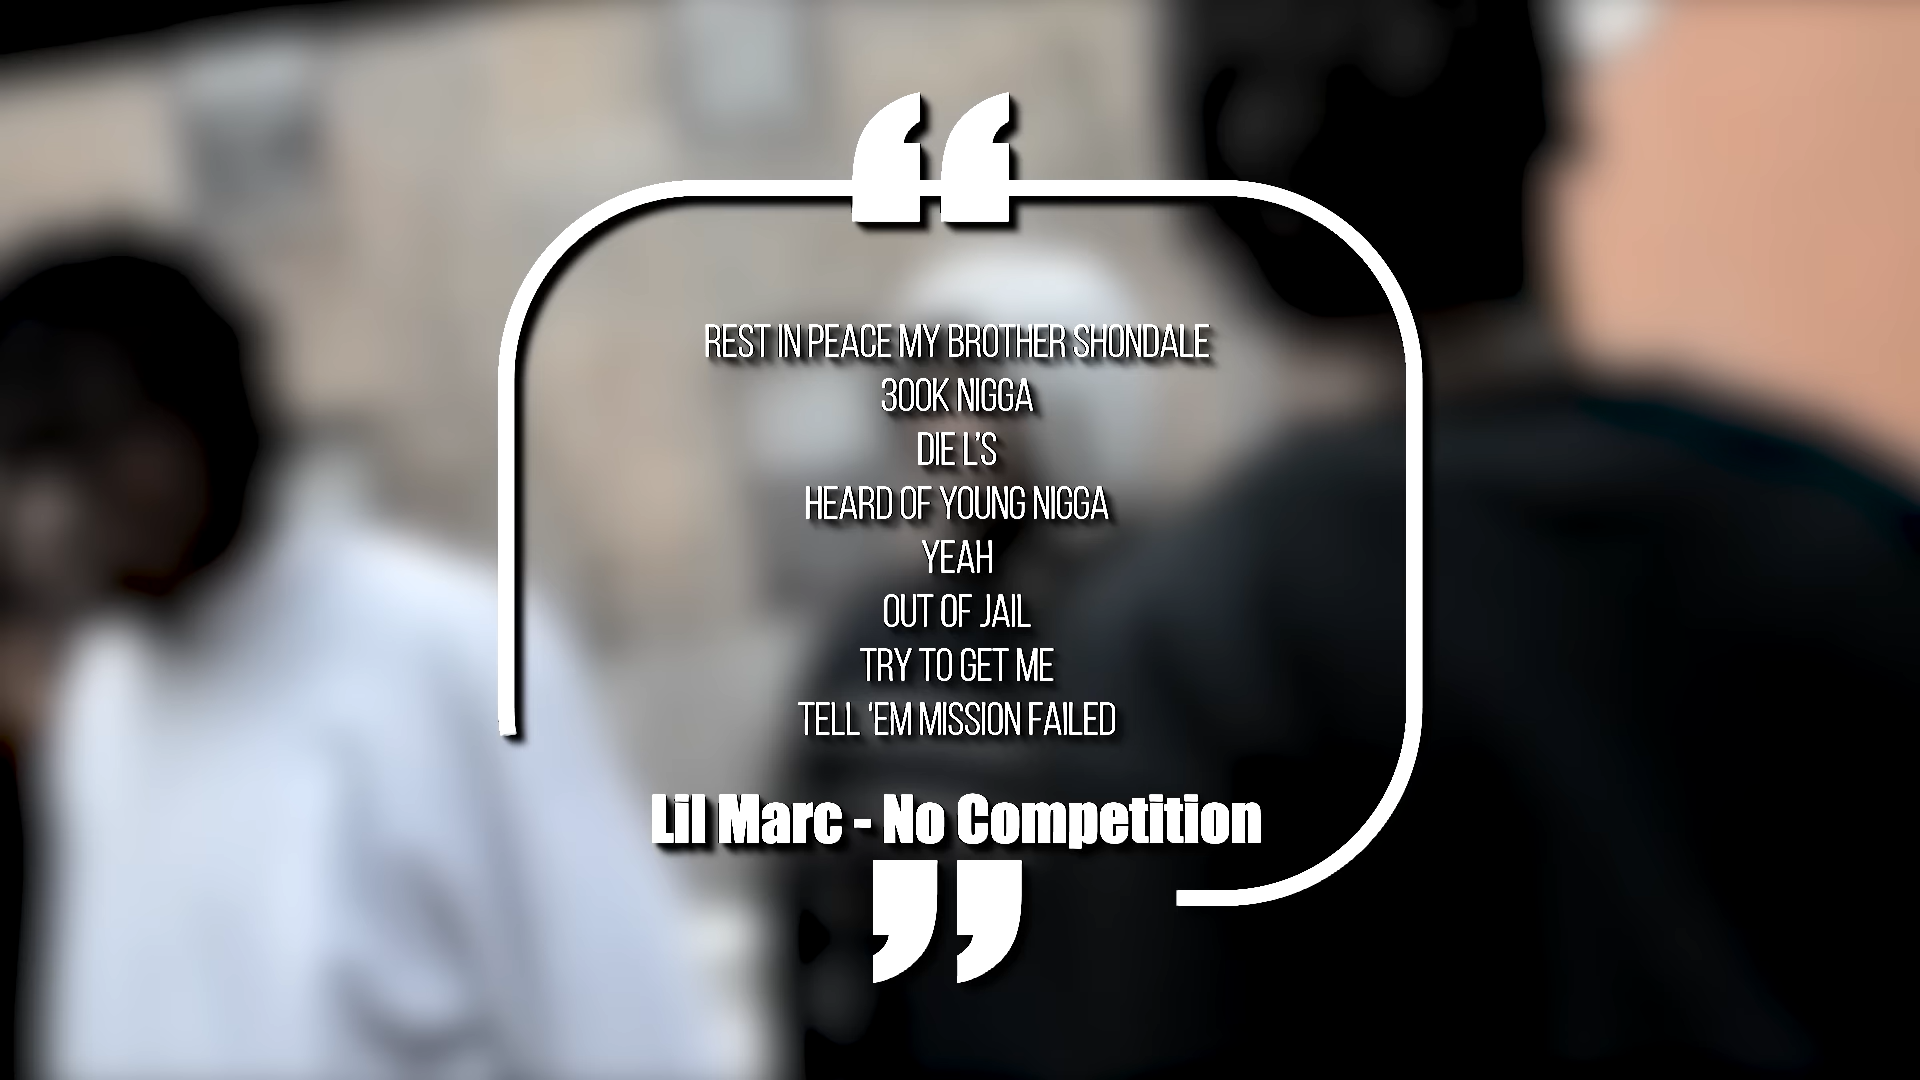 REST IN PEACE MY BROTHER SHONDALE
300K NIGGA
DIE L'S
HEARD OF YOUNG NIGGA
YEAH
OUT OF JAIL
TRY TO GET ME
TELL 'EM MISSION FAILED
Lil Marc - No Competition